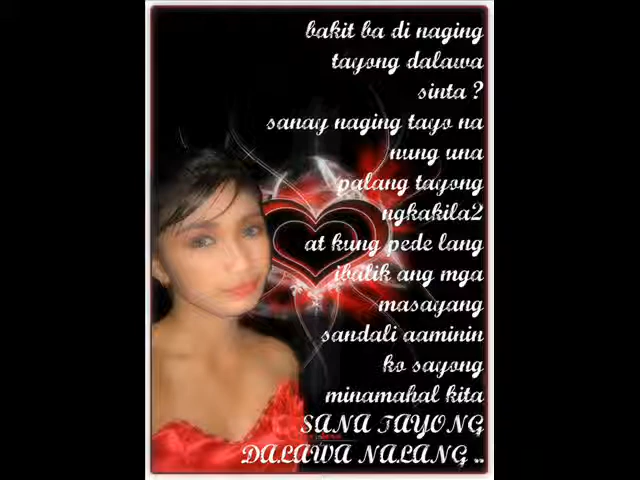 bakit ba di naging
tayong dalawa
sinta ?
sanay naging tayo na
nung una
palang tayong
ngkakila2
at kung pede lang
ibalik ang mga
masayang
sandali aaminin
ko sayong
minamahal kita
SANA TAYONG
DALAWA NALANG ..